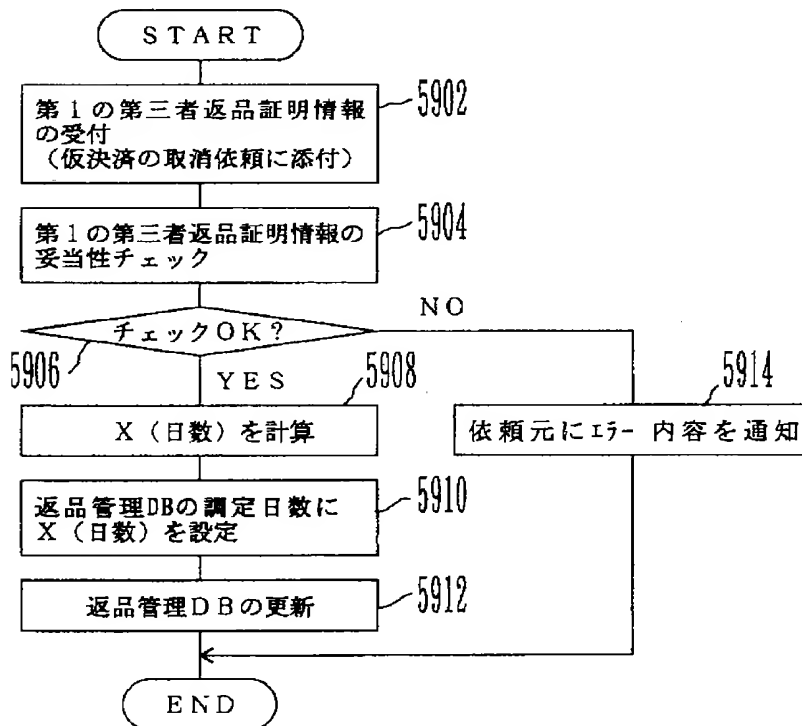 START
第1の第三者返品証明情報
の受付
(仮決済の取消依頼に添付)
5902
第1の第三者返品証明情報の
妥当性チェック
5904
チェックOK?
NO
5906
YES
5908
X(日数)を計算
5914
依頼元にエラー 内容を通知
返品管理DBの調定日数に
X(日数)を設定
5910
返品管理DBの更新
5912
END